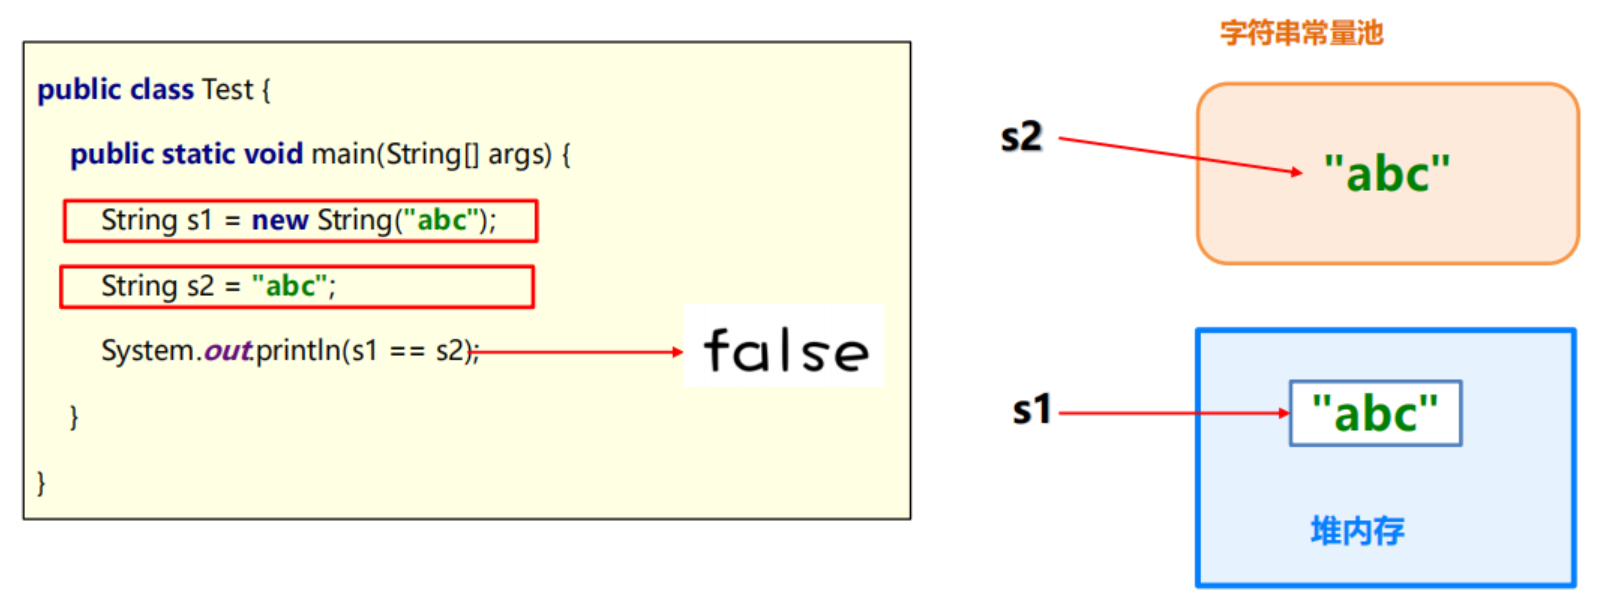 public class Test {
public static void main(String[] args) {
String s1 = new String("abc");
String s2 = "abc";
System.out.println(s1 == s2);
false
}
}
字符串常量池
s2
"abc"
s1
"abc"
堆内存